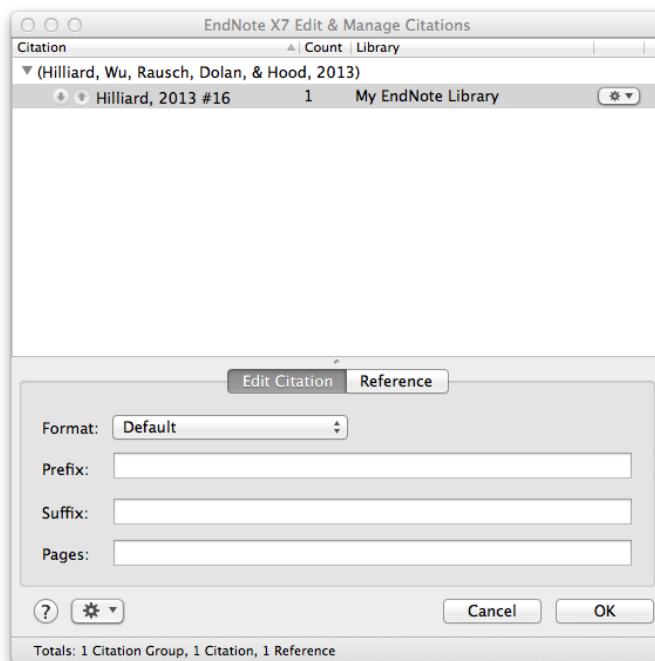 EndNote X7 Edit & Manage Citations
Citation Count Library
(Hilliard, Wu, Rausch, Dolan, & Hood, 2013)
Hilliard, 2013 #16 1 My EndNote Library
Edit Citation Reference
Format: Default
Prefix:
Suffix:
Pages:
? Cancel OK
Totals: 1 Citation Group, 1 Citation, 1 Reference